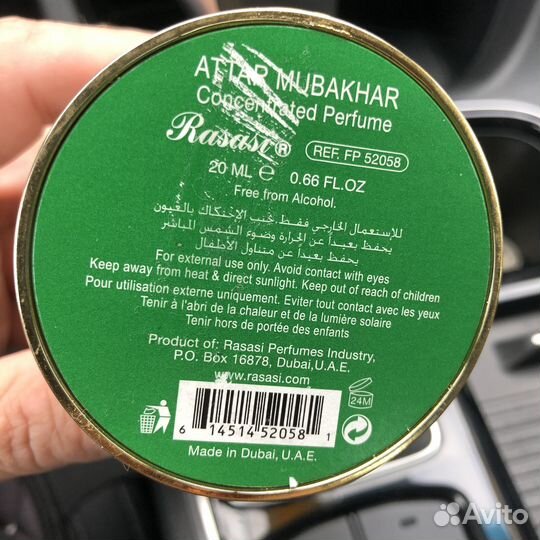 ATTAR MUBAKHAR
Concentrated Perfume
Rasasi®
REF. FP 52058
20 ML ℮ 0.66 FL.OZ
Free from Alcohol.
للإستعمال الخارجي فقط. تجنب الإحتكاك بالعيون
يحفظ بعيداً عن الحرارة وضوء الشمس المباشر
يحفظ بعيداً عن متناول الأطفال
For external use only. Avoid contact with eyes
Keep away from heat & direct sunlight. Keep out of reach of children
Pour utilisation externe uniquement. Eviter tout contact avec les yeux
Tenir à l'abri de la chaleur et de la lumière solaire
Tenir hors de portée des enfants
Product of: Rasasi Perfumes Industry,
P.O. Box 16878, Dubai,U.A.E.
www.rasasi.com
24M
6 14514 52058 1
Made in Dubai, U.A.E.
Avito